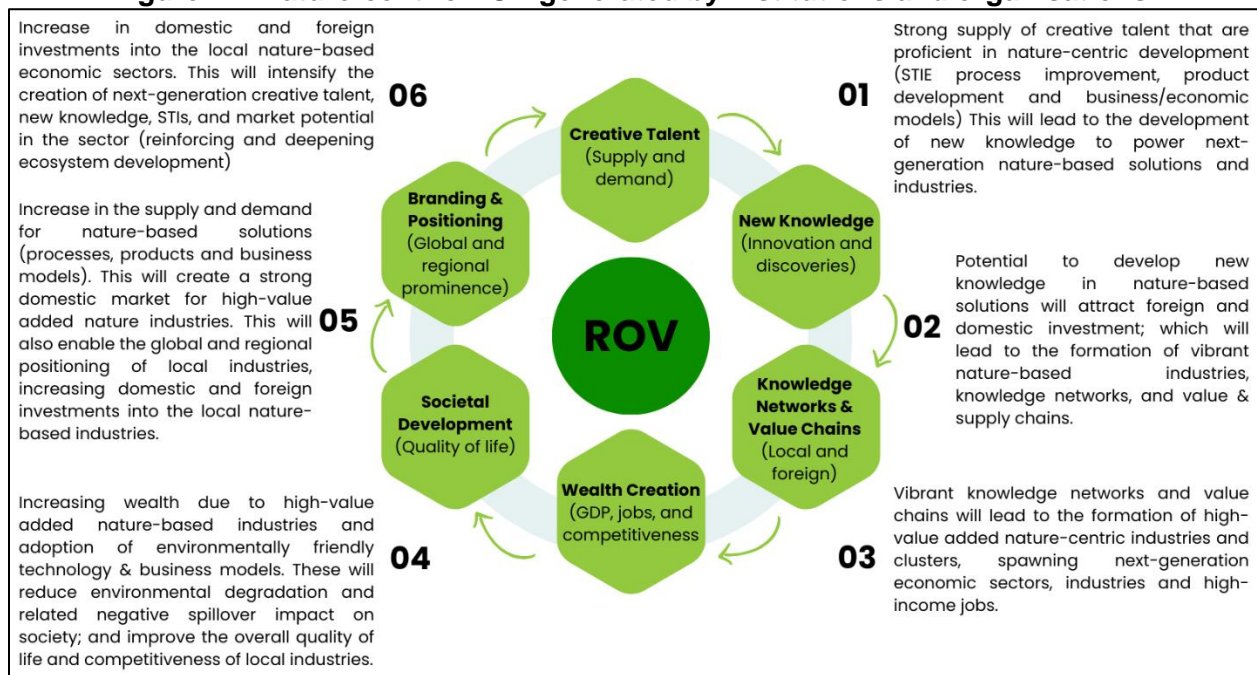 Figure Nature-centric generated by institutions and organisations
Increase in domestic and foreign
investments into the local nature-based
economic sectors. This will intensify the
creation of next-generation creative talent,
new knowledge, STIs, and market potential
in the sector (reinforcing and deepening
ecosystem development)
06
Creative Talent
(Supply and
demand)
01
Strong supply of creative talent that are
proficient in nature-centric development
(STIE process improvement, product
development and business/economic
models) This will lead to the development
of new knowledge to power next-
generation nature-based solutions and
industries.
Branding &
Positioning
(Global and
regional
prominence)
New Knowledge
(Innovation and
discoveries)
Increase in the supply and demand
for nature-based solutions
(processes, products and business
models). This will create a strong
domestic market for high-value
added nature industries. This will
also enable the global and regional
positioning of local industries,
increasing domestic and foreign
investments into the local nature-
based industries.
05
ROV
02
Potential to develop new
knowledge in nature-based
solutions will attract foreign and
domestic investment; which will
lead to the formation of vibrant
nature-based industries,
knowledge networks, and value &
supply chains.
Societal
Development
(Quality of life)
Knowledge
Networks &
Value Chains
(Local and
foreign)
Wealth Creation
(GDP, jobs, and
competitiveness
Increasing wealth due to high-value
added nature-based industries and
adoption of environmentally friendly
technology & business models. These will
reduce environmental degradation and
related negative spillover impact on
society; and improve the overall quality of
life and competitiveness of local industries.
04
03
Vibrant knowledge networks and value
chains will lead to the formation of high-
value added nature-centric industries and
clusters, spawning next-generation
economic sectors, industries and high-
income jobs.